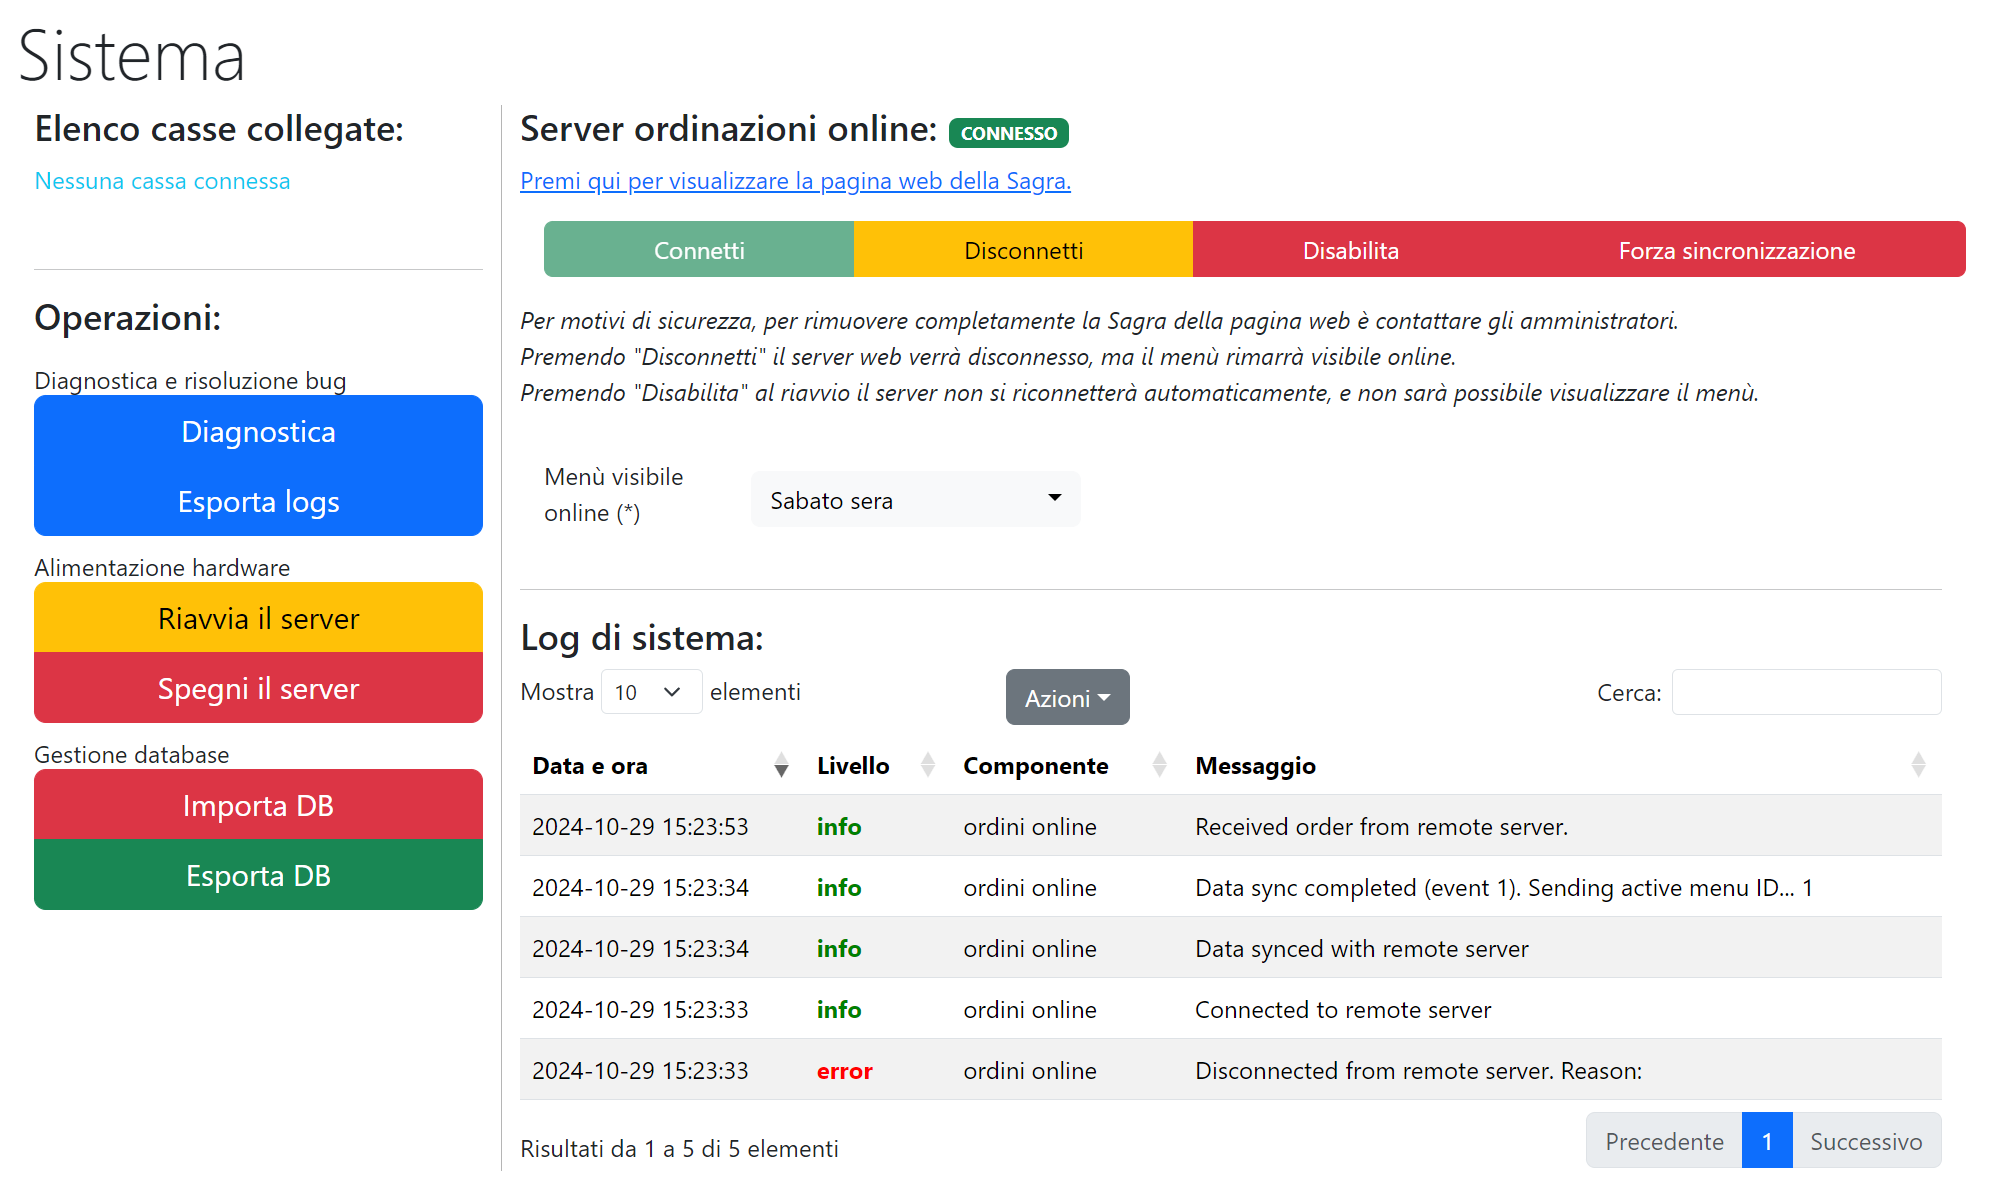 Sistema
Elenco casse collegate:
Nessuna cassa connessa
Operazioni:
Diagnostica e risoluzione bug
Diagnostica
Esporta logs
Alimentazione hardware
Riavvia il server
Spegni il server
Gestione database
Importa DB
Esporta DB
Server ordinazioni online: CONNESSO
Premi qui per visualizzare la pagina web della Sagra.
Connetti Disconnetti Disabilita Forza sincronizzazione
Per motivi di sicurezza, per rimuovere completamente la Sagra della pagina web è contattare gli amministratori.
Premendo "Disconnetti" il server web verrà disconnesso, ma il menù rimarrà visibile online.
Premendo "Disabilita" al riavvio il server non si riconnetterà automaticamente, e non sarà possibile visualizzare il menù.
Menù visibile
online (*)
Sabato sera
Log di sistema:
Mostra 10 elementi Azioni Cerca:
Data e ora Livello Componente Messaggio
2024-10-29 15:23:53 info ordini online Received order from remote server.
2024-10-29 15:23:34 info ordini online Data sync completed (event 1). Sending active menu ID... 1
2024-10-29 15:23:34 info ordini online Data synced with remote server
2024-10-29 15:23:33 info ordini online Connected to remote server
2024-10-29 15:23:33 error ordini online Disconnected from remote server. Reason:
Risultati da 1 a 5 di 5 elementi
Precedente 1 Successivo